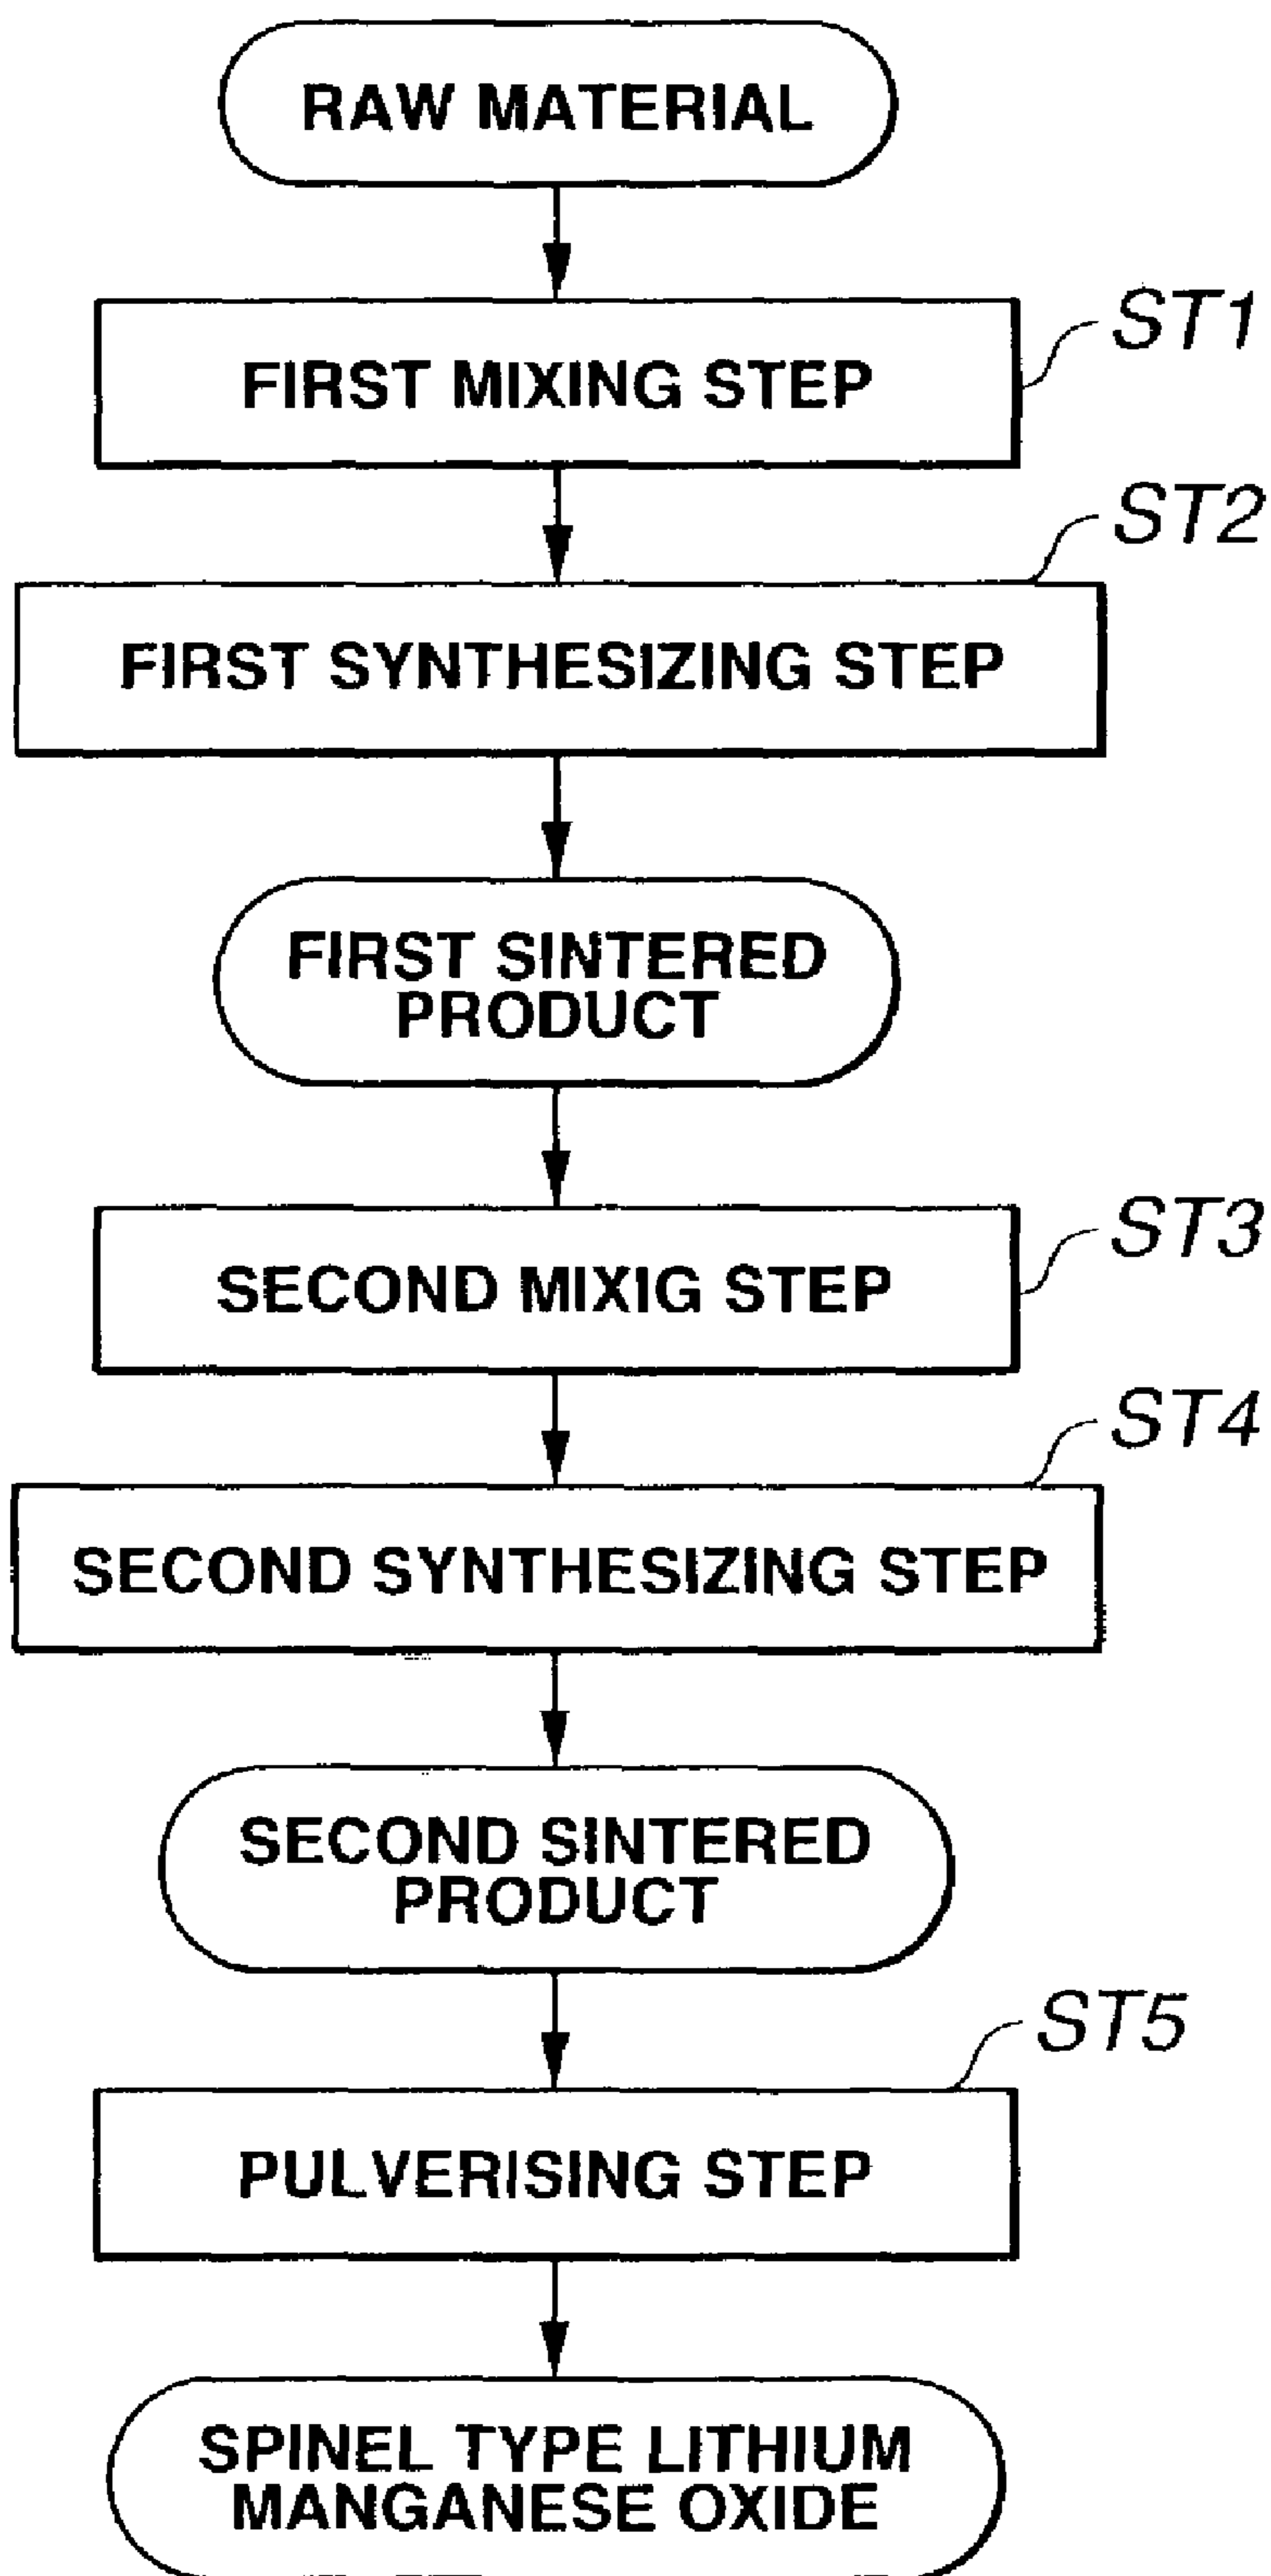 RAW MATERIAL
FIRST MIXING STEP
ST1
FIRST SYNTHESIZING STEP
ST2
FIRST SINTERED
PRODUCT
SECOND MIXIG STEP
ST3
SECOND SYNTHESIZING STEP
ST4
SECOND SINTERED
PRODUCT
PULVERISING STEP
ST5
SPINEL TYPE LITHIUM
MANGANESE OXIDE